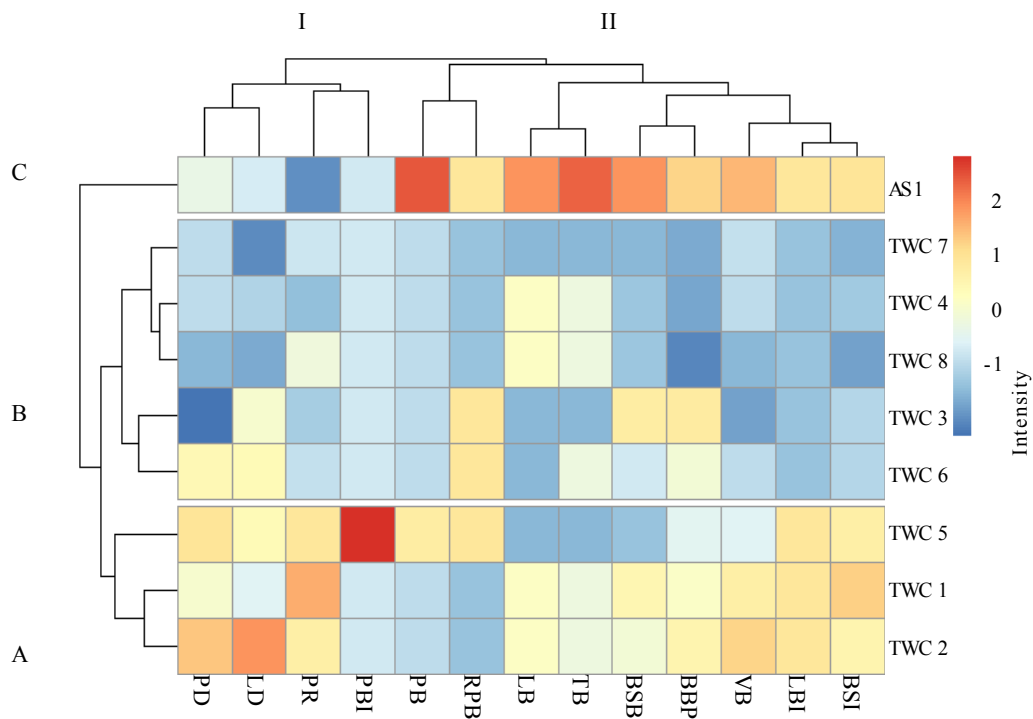 I II
C
B
A
AS1
TWC 7
TWC 4
TWC 8
TWC 3
TWC 6
TWC 5
TWC 1
TWC 2
PD LD PR PBI PB RPB LB TB BSB BBP VB LBI BSI
2
1
0
-1
Intensity